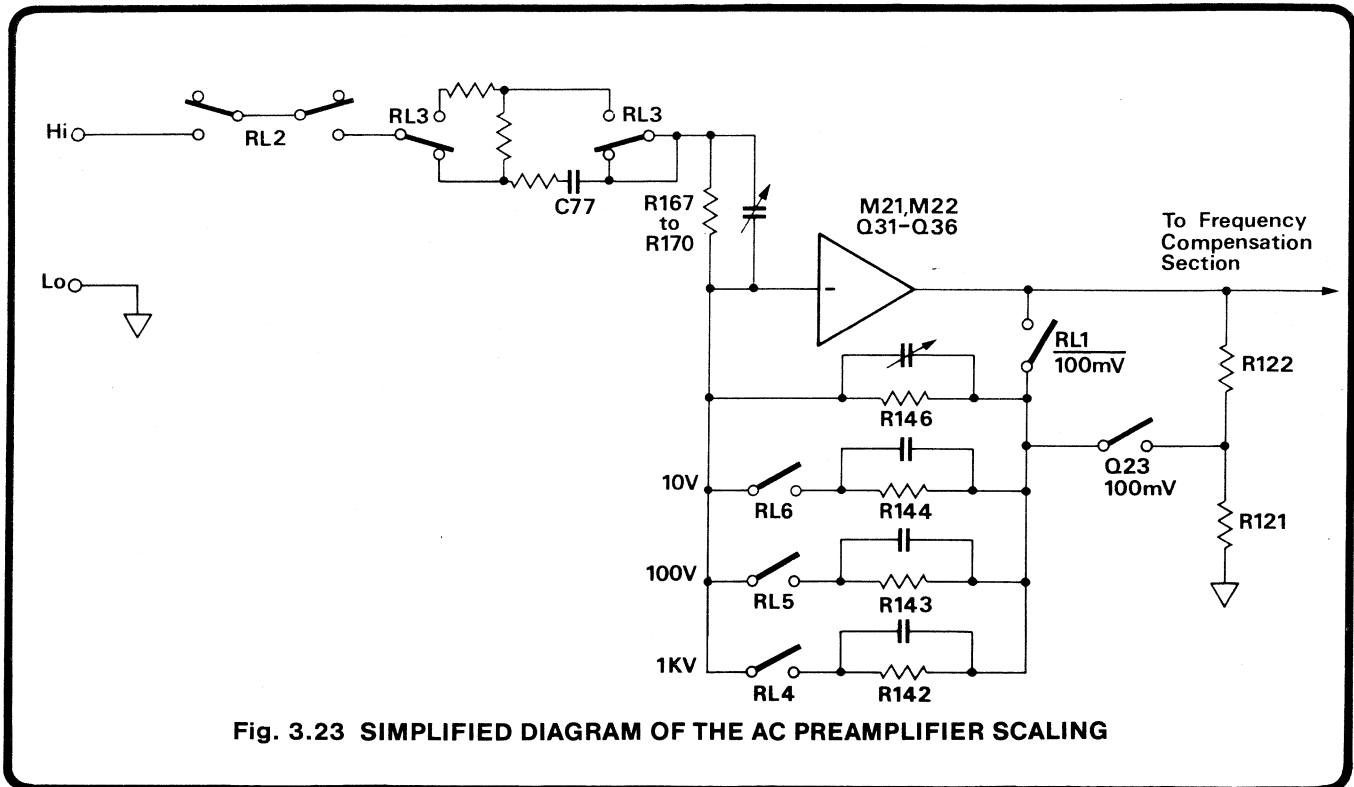 Hi
RL2
RL3
RL3
C77
R167
to
R170
M21,M22
Q31-Q36
To Frequency
Compensation
Section
Lo
RL1
100mV
R122
R146
Q23
100mV
10V
RL6
R144
R121
100V
RL5
R143
1KV
RL4
R142
Fig. 3.23 SIMPLIFIED DIAGRAM OF THE AC PREAMPLIFIER SCALING